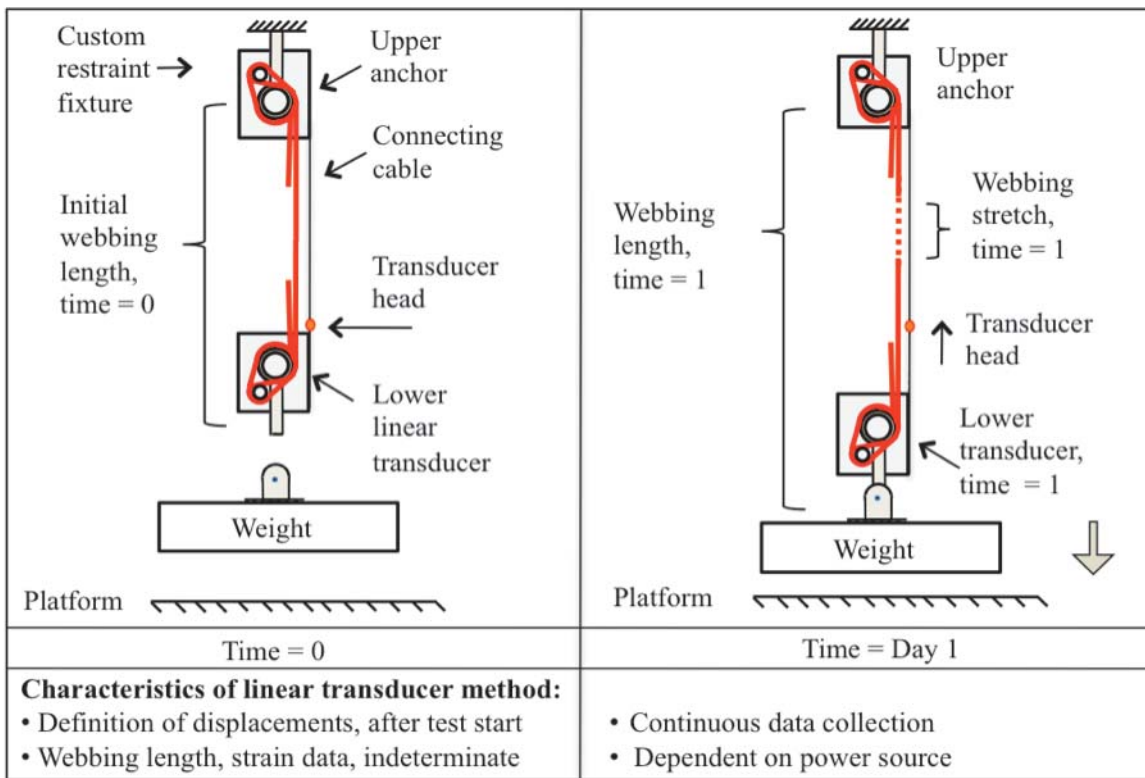 Custom
restraint
fixture
Upper
anchor
Connecting
cable
Initial
webbing
length,
time = 0
Transducer
head
Lower
linear
transducer
Weight
Platform
Time = 0
Upper
anchor
Webbing
length,
time = 1
Webbing
stretch,
time = 1
Transducer
head
Lower
transducer,
time = 1
Weight
Platform
Time = Day 1
Characteristics of linear transducer method:
• Definition of displacements, after test start
• Webbing length, strain data, indeterminate
• Continuous data collection
• Dependent on power source